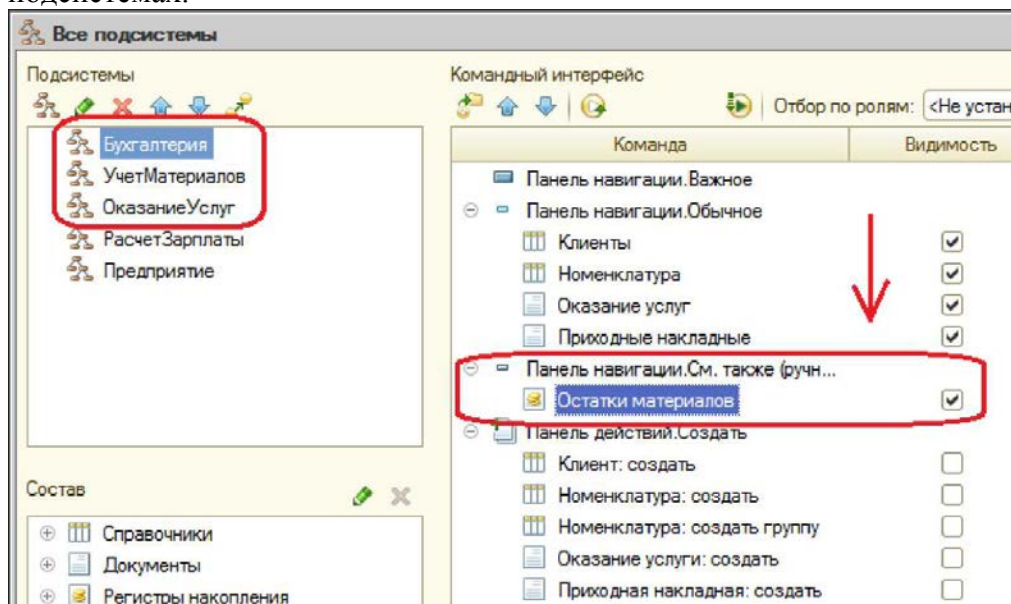 подсистемах.
Все подсистемы
Подсистемы
Бухгалтерия
УчетМатериалов
ОказаниеУслуг
РасчетЗарплаты
Предприятие
Состав
Справочники
Документы
Регистры накопления
Командный интерфейс
Отбор по ролям: <Не устан
Команда Видимость
Панель навигации.Важное
Панель навигации.Обычное
Клиенты
Номенклатура
Оказание услуг
Приходные накладные
Панель навигации.См. также (ручн...
Остатки материалов
Панель действий.Создать
Клиент: создать
Номенклатура: создать
Номенклатура: создать группу
Оказание услуги: создать
Приходная накладная: создать